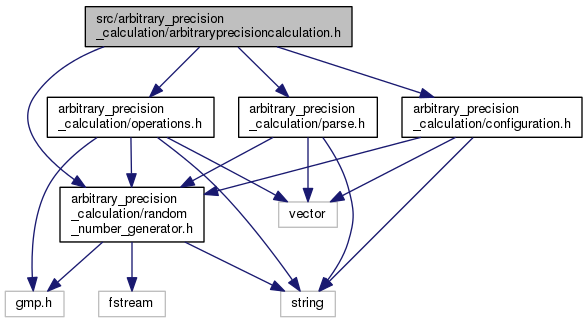 src/arbitrary_precision
_calculation/arbitraryprecisioncalculation.h
arbitrary_precision
_calculation/operations.h
arbitrary_precision
_calculation/parse.h
arbitrary_precision
_calculation/configuration.h
arbitrary_precision
_calculation/random
_number_generator.h
vector
gmp.h
fstream
string